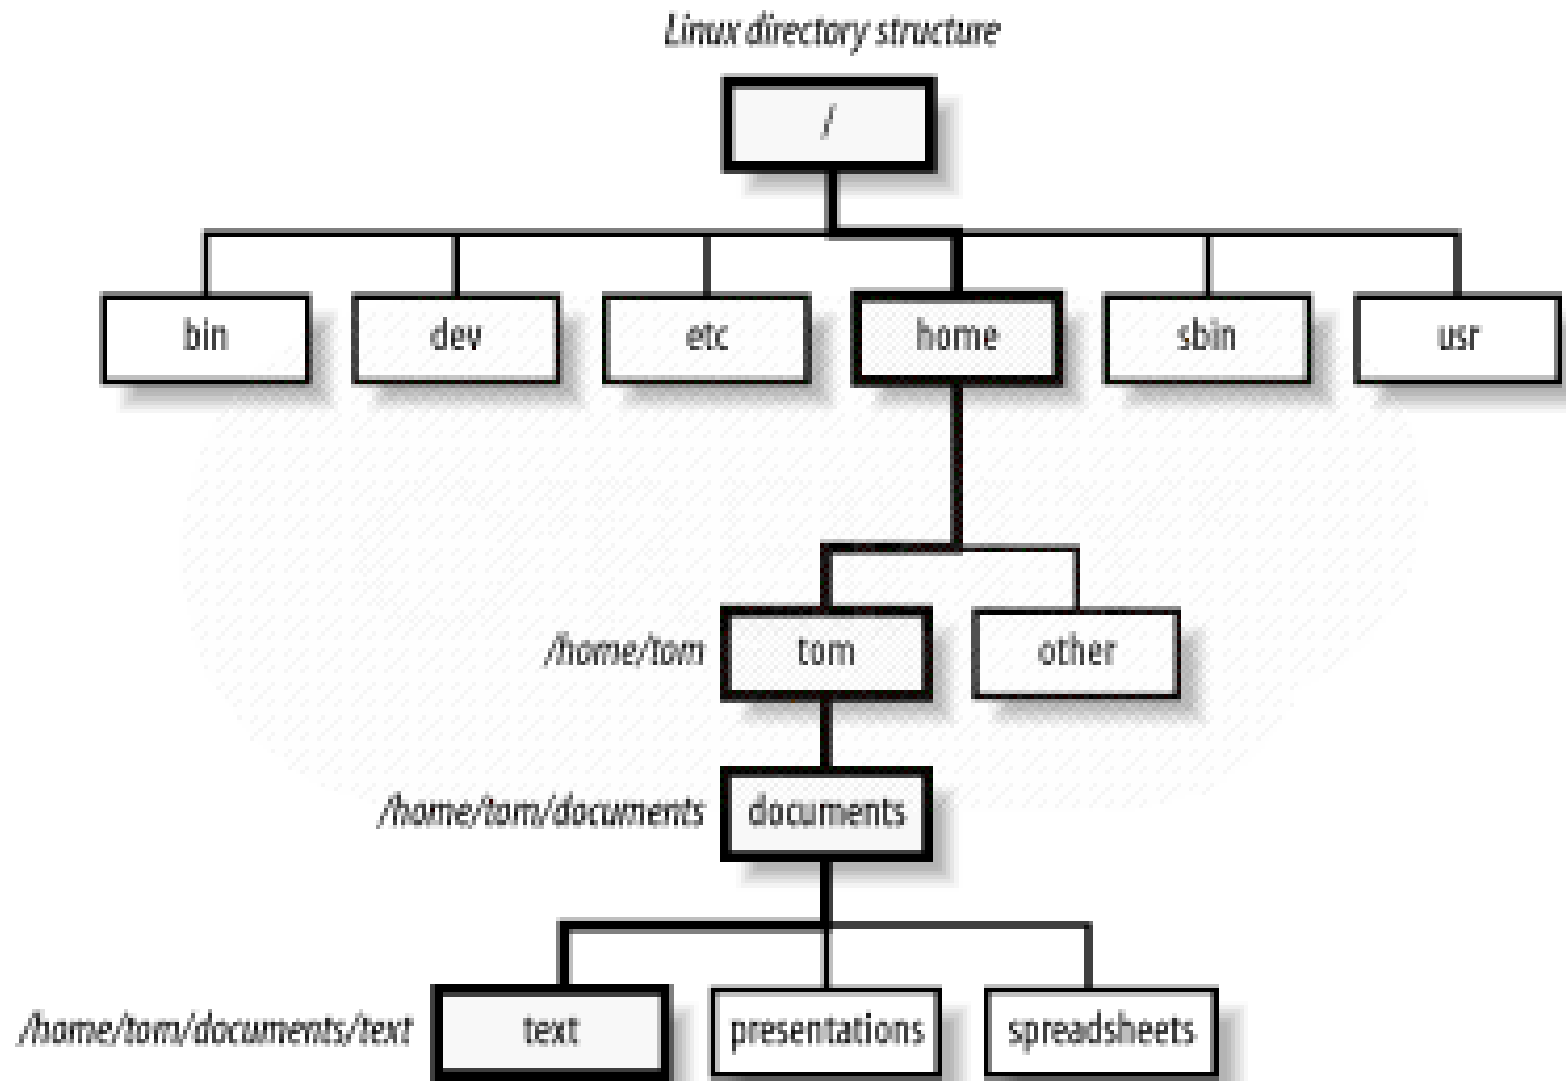 Linux directory structure
/
bin dev etc home sbin usr
/home/tom tom other
/home/tom/documents documents
/home/tom/documents/text text presentations spreadsheets